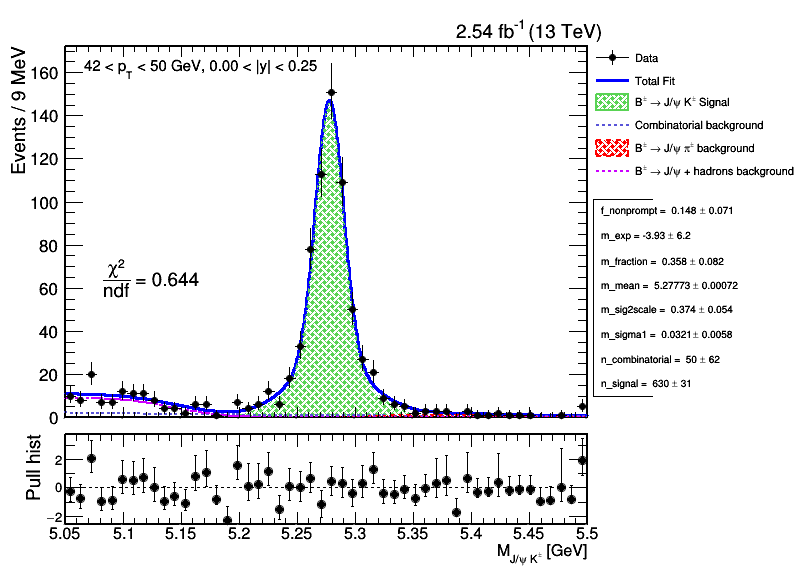 2.54 fb⁻¹ (13 TeV)
Events / 9 MeV
42 < p_T < 50 GeV, 0.00 < |y| < 0.25
160
140
120
100
80
60
40
20
0
χ²/ndf = 0.644
Data
Total Fit
B± → J/ψ K± Signal
Combinatorial background
B± → J/ψ π± background
B± → J/ψ + hadrons background
f_nonprompt = 0.148 ± 0.071
m_exp = -3.93 ± 6.2
m_fraction = 0.358 ± 0.082
m_mean = 5.27773 ± 0.00072
m_sig2scale = 0.374 ± 0.054
m_sigma1 = 0.0321 ± 0.0058
n_combinatorial = 50 ± 62
n_signal = 630 ± 31
Pull hist
2
0
−2
5.05 5.1 5.15 5.2 5.25 5.3 5.35 5.4 5.45 5.5
M_J/ψ K± [GeV]